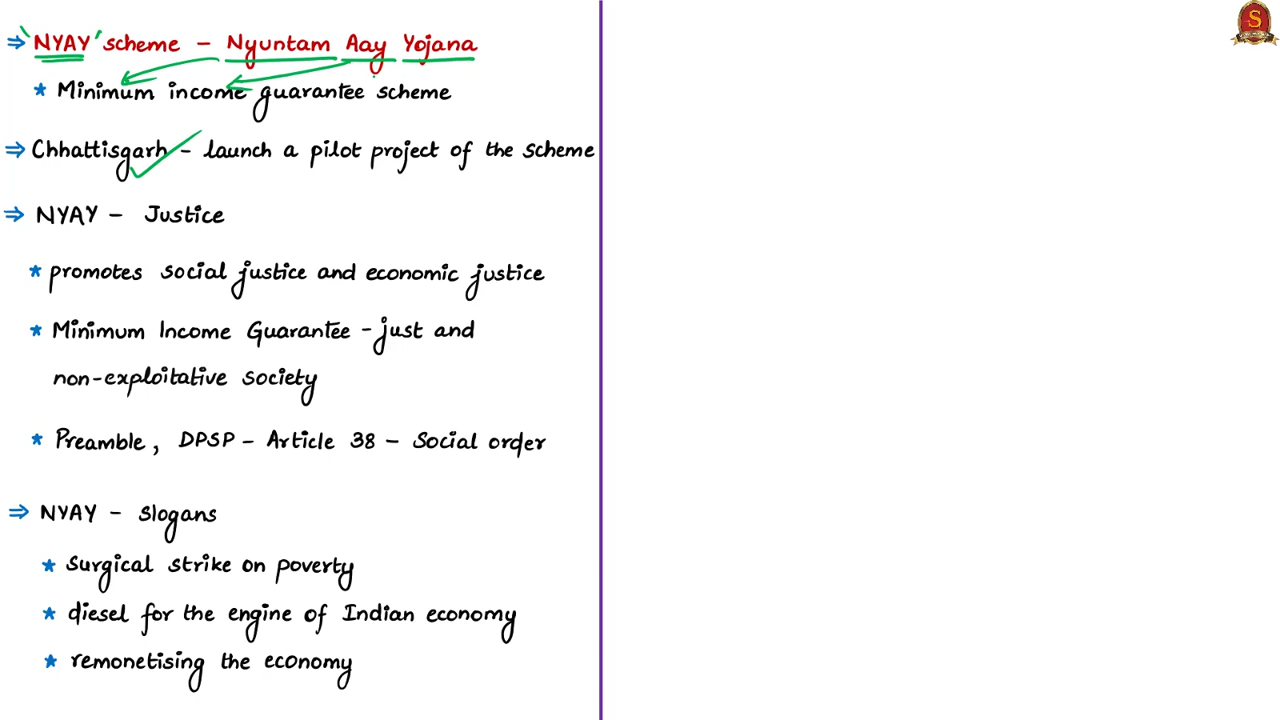 ⇒ 'NYAY' scheme - Nyuntam Aay Yojana
* Minimum income guarantee scheme
⇒ Chhattisgarh - launch a pilot project of the scheme
⇒ NYAY - Justice
* promotes social justice and economic justice
* Minimum Income Guarantee - just and
non-exploitative society
* Preamble, DPSP - Article 38 - Social order
⇒ NYAY - Slogans
* Surgical strike on poverty
* diesel for the engine of Indian economy
* remonetising the economy
S